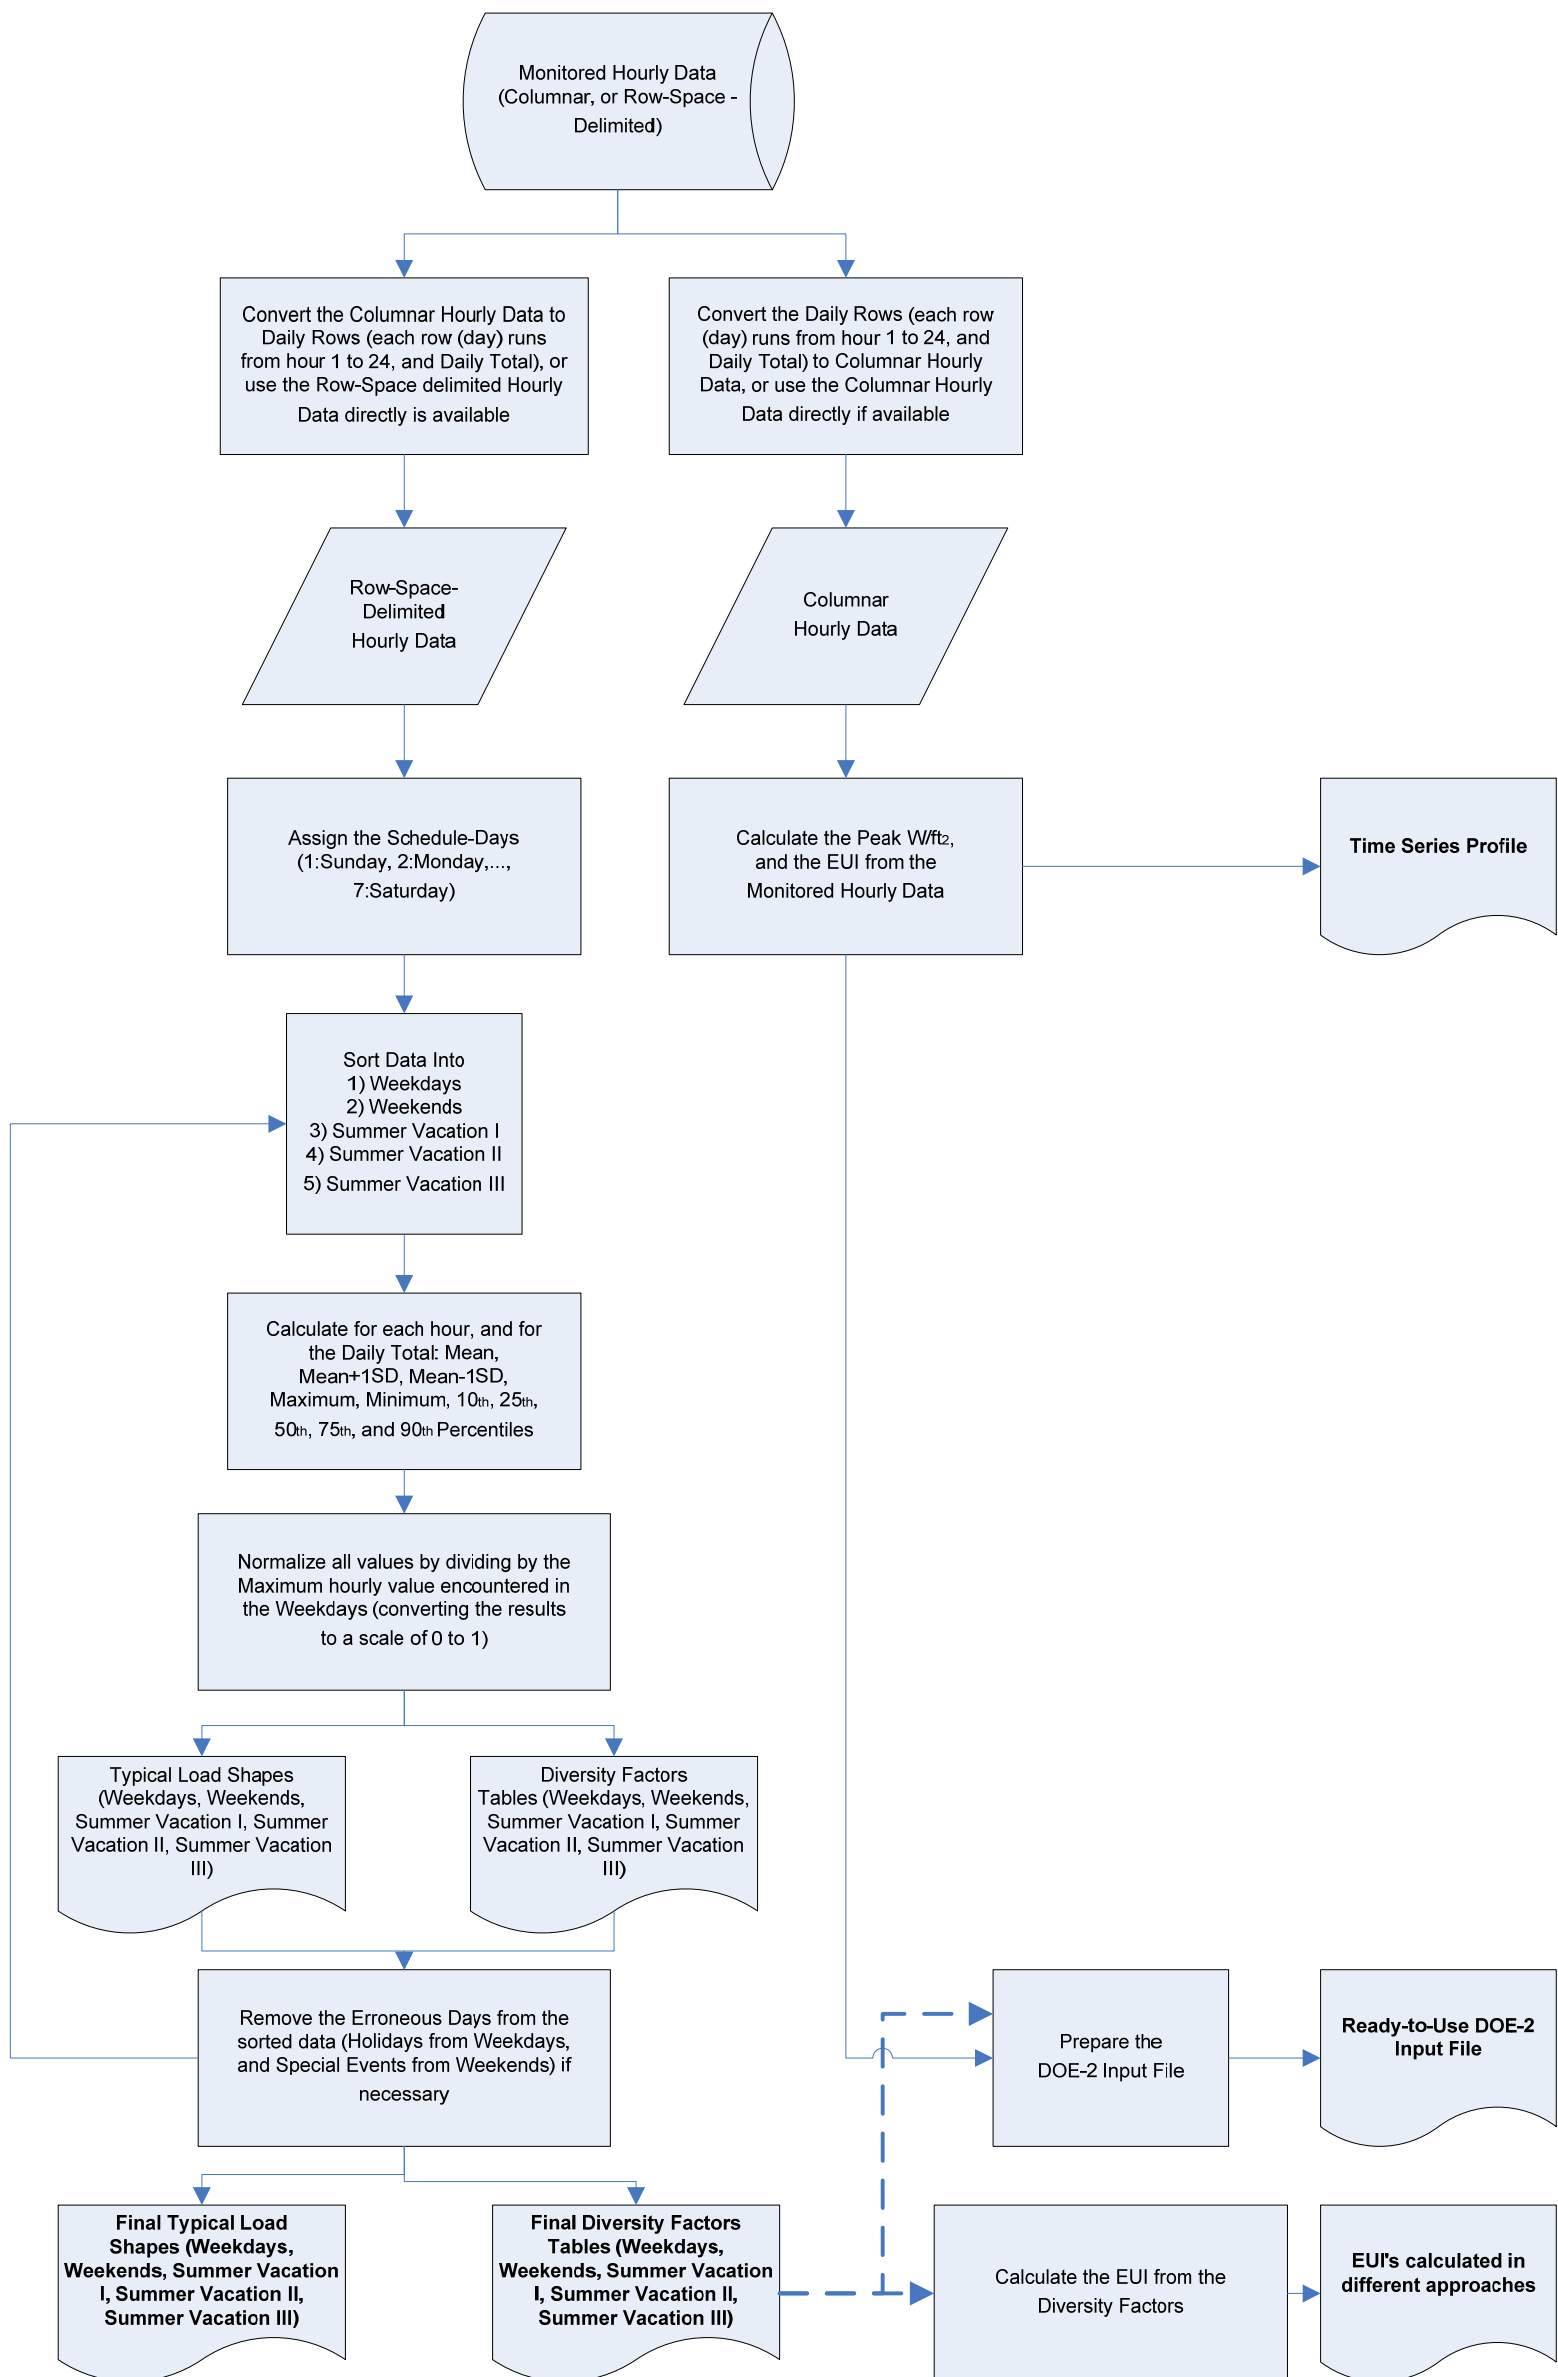 Monitored Hourly Data
(Columnar, or Row-Space -
Delimited)
Convert the Columnar Hourly Data to
Daily Rows (each row (day) runs
from hour 1 to 24, and Daily Total), or
use the Row-Space delimited Hourly
Data directly is available
Convert the Daily Rows (each row
(day) runs from hour 1 to 24, and
Daily Total) to Columnar Hourly
Data, or use the Columnar Hourly
Data directly if available
Row-Space-
Delimited
Hourly Data
Columnar
Hourly Data
Assign the Schedule-Days
(1:Sunday, 2:Monday,...,
7:Saturday)
Calculate the Peak W/ft2,
and the EUI from the
Monitored Hourly Data
Time Series Profile
Sort Data Into
1) Weekdays
2) Weekends
3) Summer Vacation I
4) Summer Vacation II
5) Summer Vacation III
Calculate for each hour, and for
the Daily Total: Mean,
Mean+1SD, Mean-1SD,
Maximum, Minimum, 10th, 25th,
50th, 75th, and 90th Percentiles
Normalize all values by dividing by the
Maximum hourly value encountered in
the Weekdays (converting the results
to a scale of 0 to 1)
Typical Load Shapes
(Weekdays, Weekends,
Summer Vacation I, Summer
Vacation II, Summer Vacation
III)
Diversity Factors
Tables (Weekdays, Weekends,
Summer Vacation I, Summer
Vacation II, Summer Vacation
III)
Remove the Erroneous Days from the
sorted data (Holidays from Weekdays,
and Special Events from Weekends) if
necessary
Prepare the
DOE-2 Input File
Ready-to-Use DOE-2
Input File
Final Typical Load
Shapes (Weekdays,
Weekends, Summer Vacation
I, Summer Vacation II,
Summer Vacation III)
Final Diversity Factors
Tables (Weekdays,
Weekends, Summer Vacation
I, Summer Vacation II,
Summer Vacation III)
Calculate the EUI from the
Diversity Factors
EUI's calculated in
different approaches